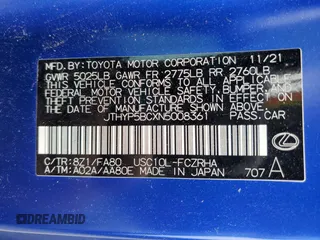 MFD.BY:TOYOTA MOTOR CORPORATION 11/21
GVWR 5025LB GAWR FR 2775LB RR 2760LB
THIS VEHICLE CONFORMS TO ALL APPLICABLE
FEDERAL MOTOR VEHICLE SAFETY, BUMPER, AND
THEFT PREVENTION STANDARDS IN EFFECT ON
THE DATE OF MANUFACTURE SHOWN ABOVE.
JTHYP5BCXN5008361 PASS.CAR
C/TR:8Z1/FA80 USC10L-FCZRHA
A/TM:A02A/AA80E MADE IN JAPAN 707 A
DREAMBID